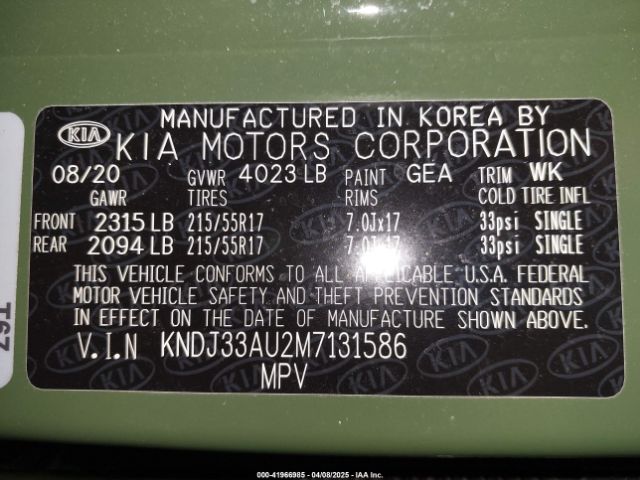 MANUFACTURED IN KOREA BY
KIA KIA MOTORS CORPORATION
08/20 GVWR 4023 LB PAINT GEA TRIM WK
GAWR TIRES RIMS COLD TIRE INFL
FRONT 2315 LB 215/55R17 7.0Jx17 33psi SINGLE
REAR 2094 LB 215/55R17 7.0Jx17 33psi SINGLE
THIS VEHICLE CONFORMS TO ALL APPLICABLE U.S.A. FEDERAL
MOTOR VEHICLE SAFETY AND THEFT PREVENTION STANDARDS
IN EFFECT ON THE DATE OF MANUFACTURE SHOWN ABOVE.
V.I.N KNDJ33AU2M7131586
MPV
000-41966985 - 04/08/2025 - IAA Inc.